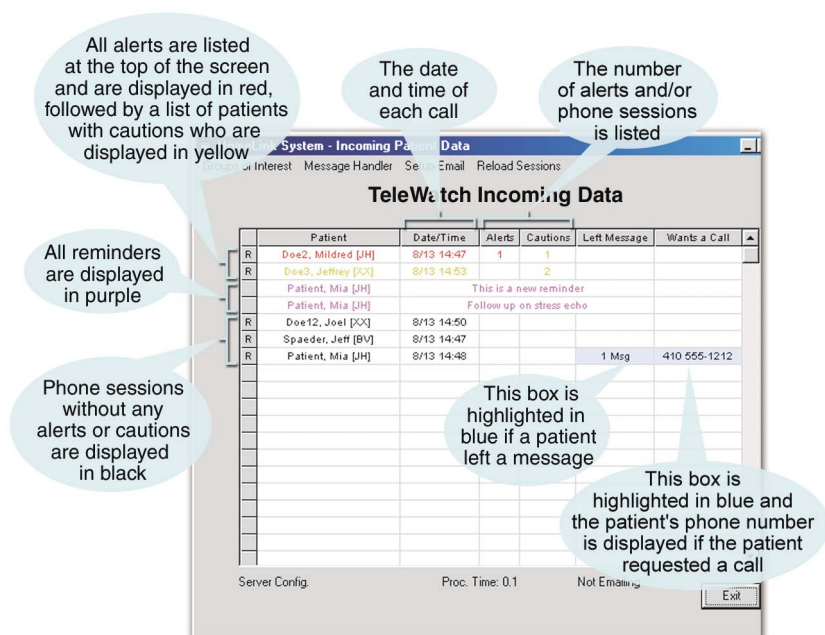 All alerts are listed
at the top of the screen
and are displayed in red,
followed by a list of patients
with cautions who are
displayed in yellow
The date
and time of
each call
The number
of alerts and/or
phone sessions
is listed
Link System - Incoming Patient Data
Interest Message Handler Setup Email Reload Sessions
TeleWatch Incoming Data
Patient Date/Time Alerts Cautions Left Message Wants a Call
R Doe2, Mildred [JH] 8/13 14:47 1 1
R Doe3, Jeffrey [XX] 8/13 14:53 2
Patient, Mia [JH] This is a new reminder
Patient, Mia [JH] Follow up on stress echo
R Doe12, Joel [XX] 8/13 14:50
R Spaeder, Jeff [BV] 8/13 14:47
R Patient, Mia [JH] 8/13 14:48 1 Msg 410 555-1212
All reminders
are displayed
in purple
Phone sessions
without any
alerts or cautions
are displayed
in black
This box is
highlighted in
blue if a patient
left a message
This box is
highlighted in blue and
the patient's phone number
is displayed if the patient
requested a call
Server Config. Proc. Time: 0.1 Not Emailing
Exit